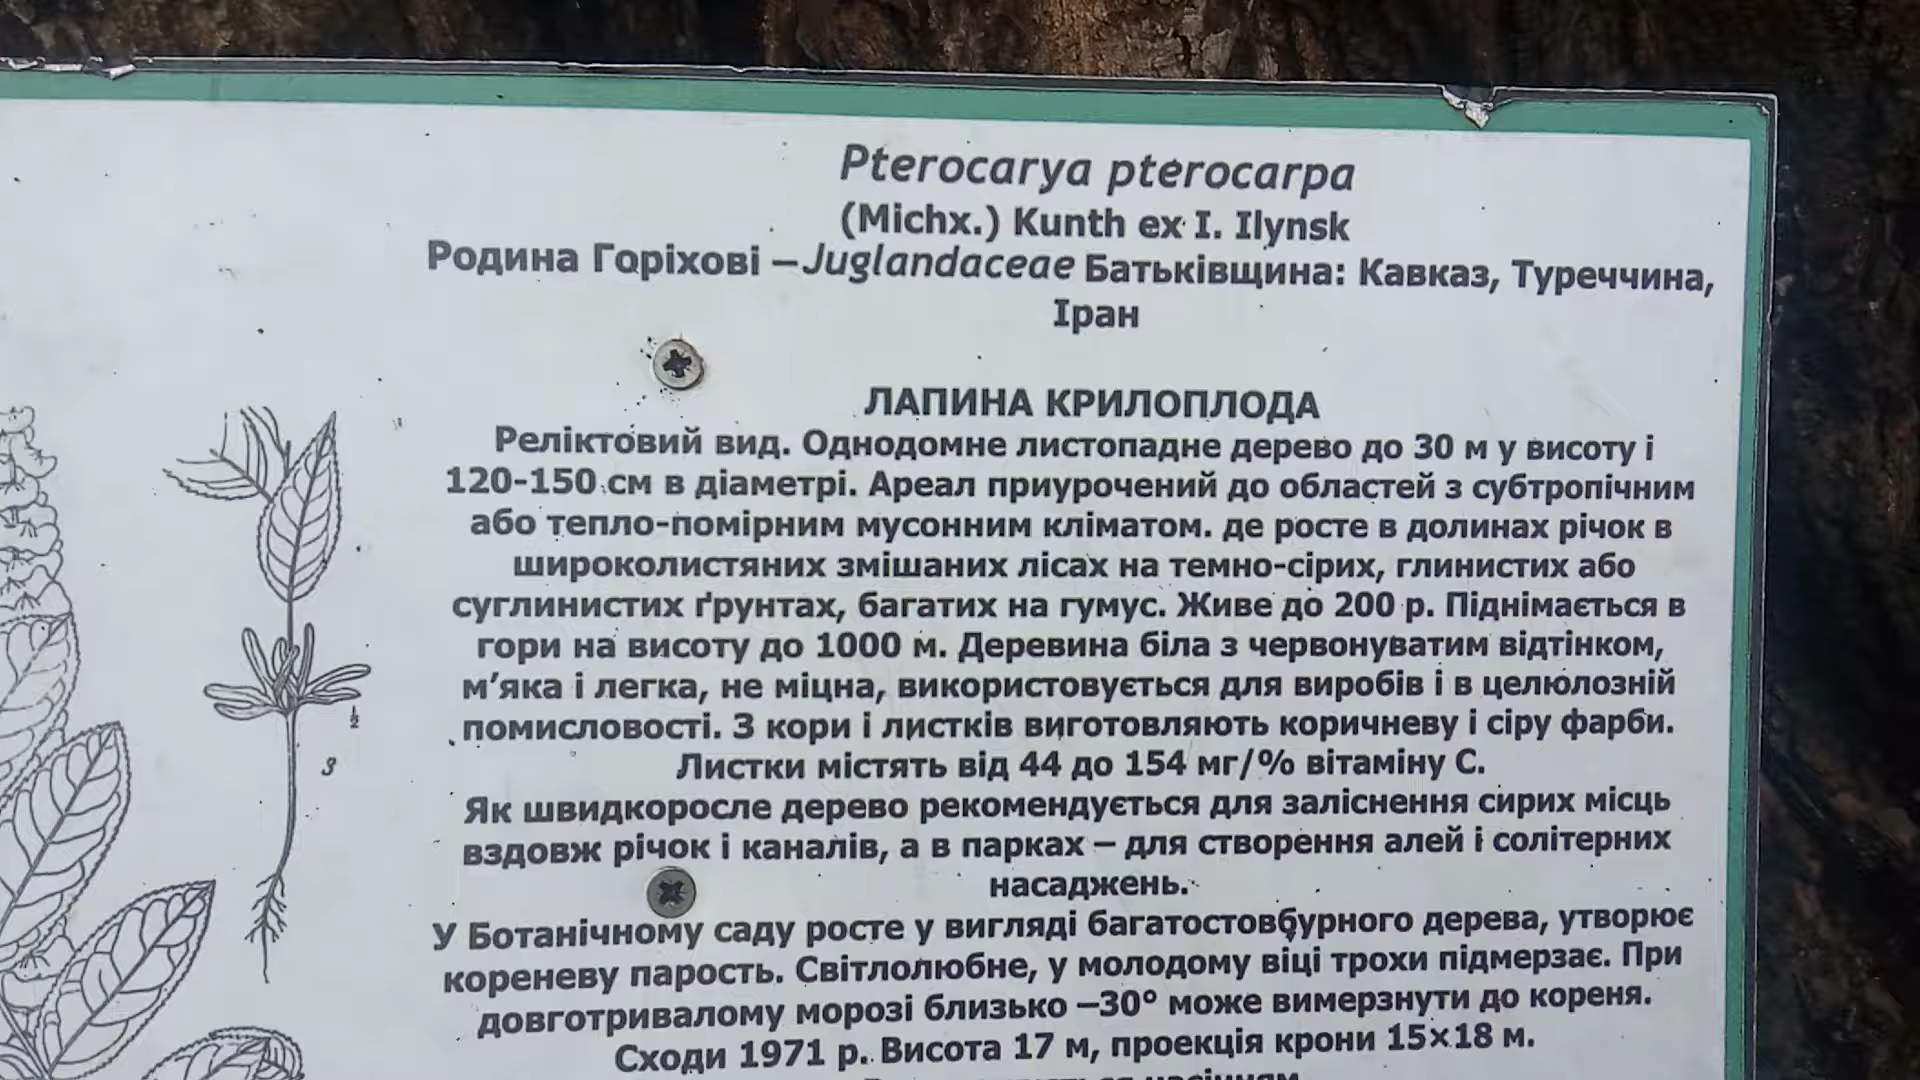 Pterocarya pterocarpa
(Michx.) Kunth ex I. Ilynsk
Родина Горіхові –Juglandaceae Батьківщина: Кавказ, Туреччина,
Іран
ЛАПИНА КРИЛОПЛОДА
Реліктовий вид. Однодомне листопадне дерево до 30 м у висоту і
120-150 см в діаметрі. Ареал приурочений до областей з субтропічним
або тепло-помірним мусонним кліматом. де росте в долинах річок в
широколистяних змішаних лісах на темно-сірих, глинистих або
суглинистих ґрунтах, багатих на гумус. Живе до 200 р. Піднімається в
гори на висоту до 1000 м. Деревина біла з червонуватим відтінком,
м’яка і легка, не міцна, використовується для виробів і в целюлозній
помисловості. З кори і листків виготовляють коричневу і сіру фарби.
Листки містять від 44 до 154 мг/% вітаміну С.
Як швидкоросле дерево рекомендується для заліснення сирих місць
вздовж річок і каналів, а в парках – для створення алей і солітерних
насаджень.
У Ботанічному саду росте у вигляді багатостовбурного дерева, утворює
кореневу парость. Світлолюбне, у молодому віці трохи підмерзає. При
довготривалому морозі близько –30° може вимерзнути до кореня.
Сходи 1971 р. Висота 17 м, проекція крони 15×18 м.
насінням
1/2
3